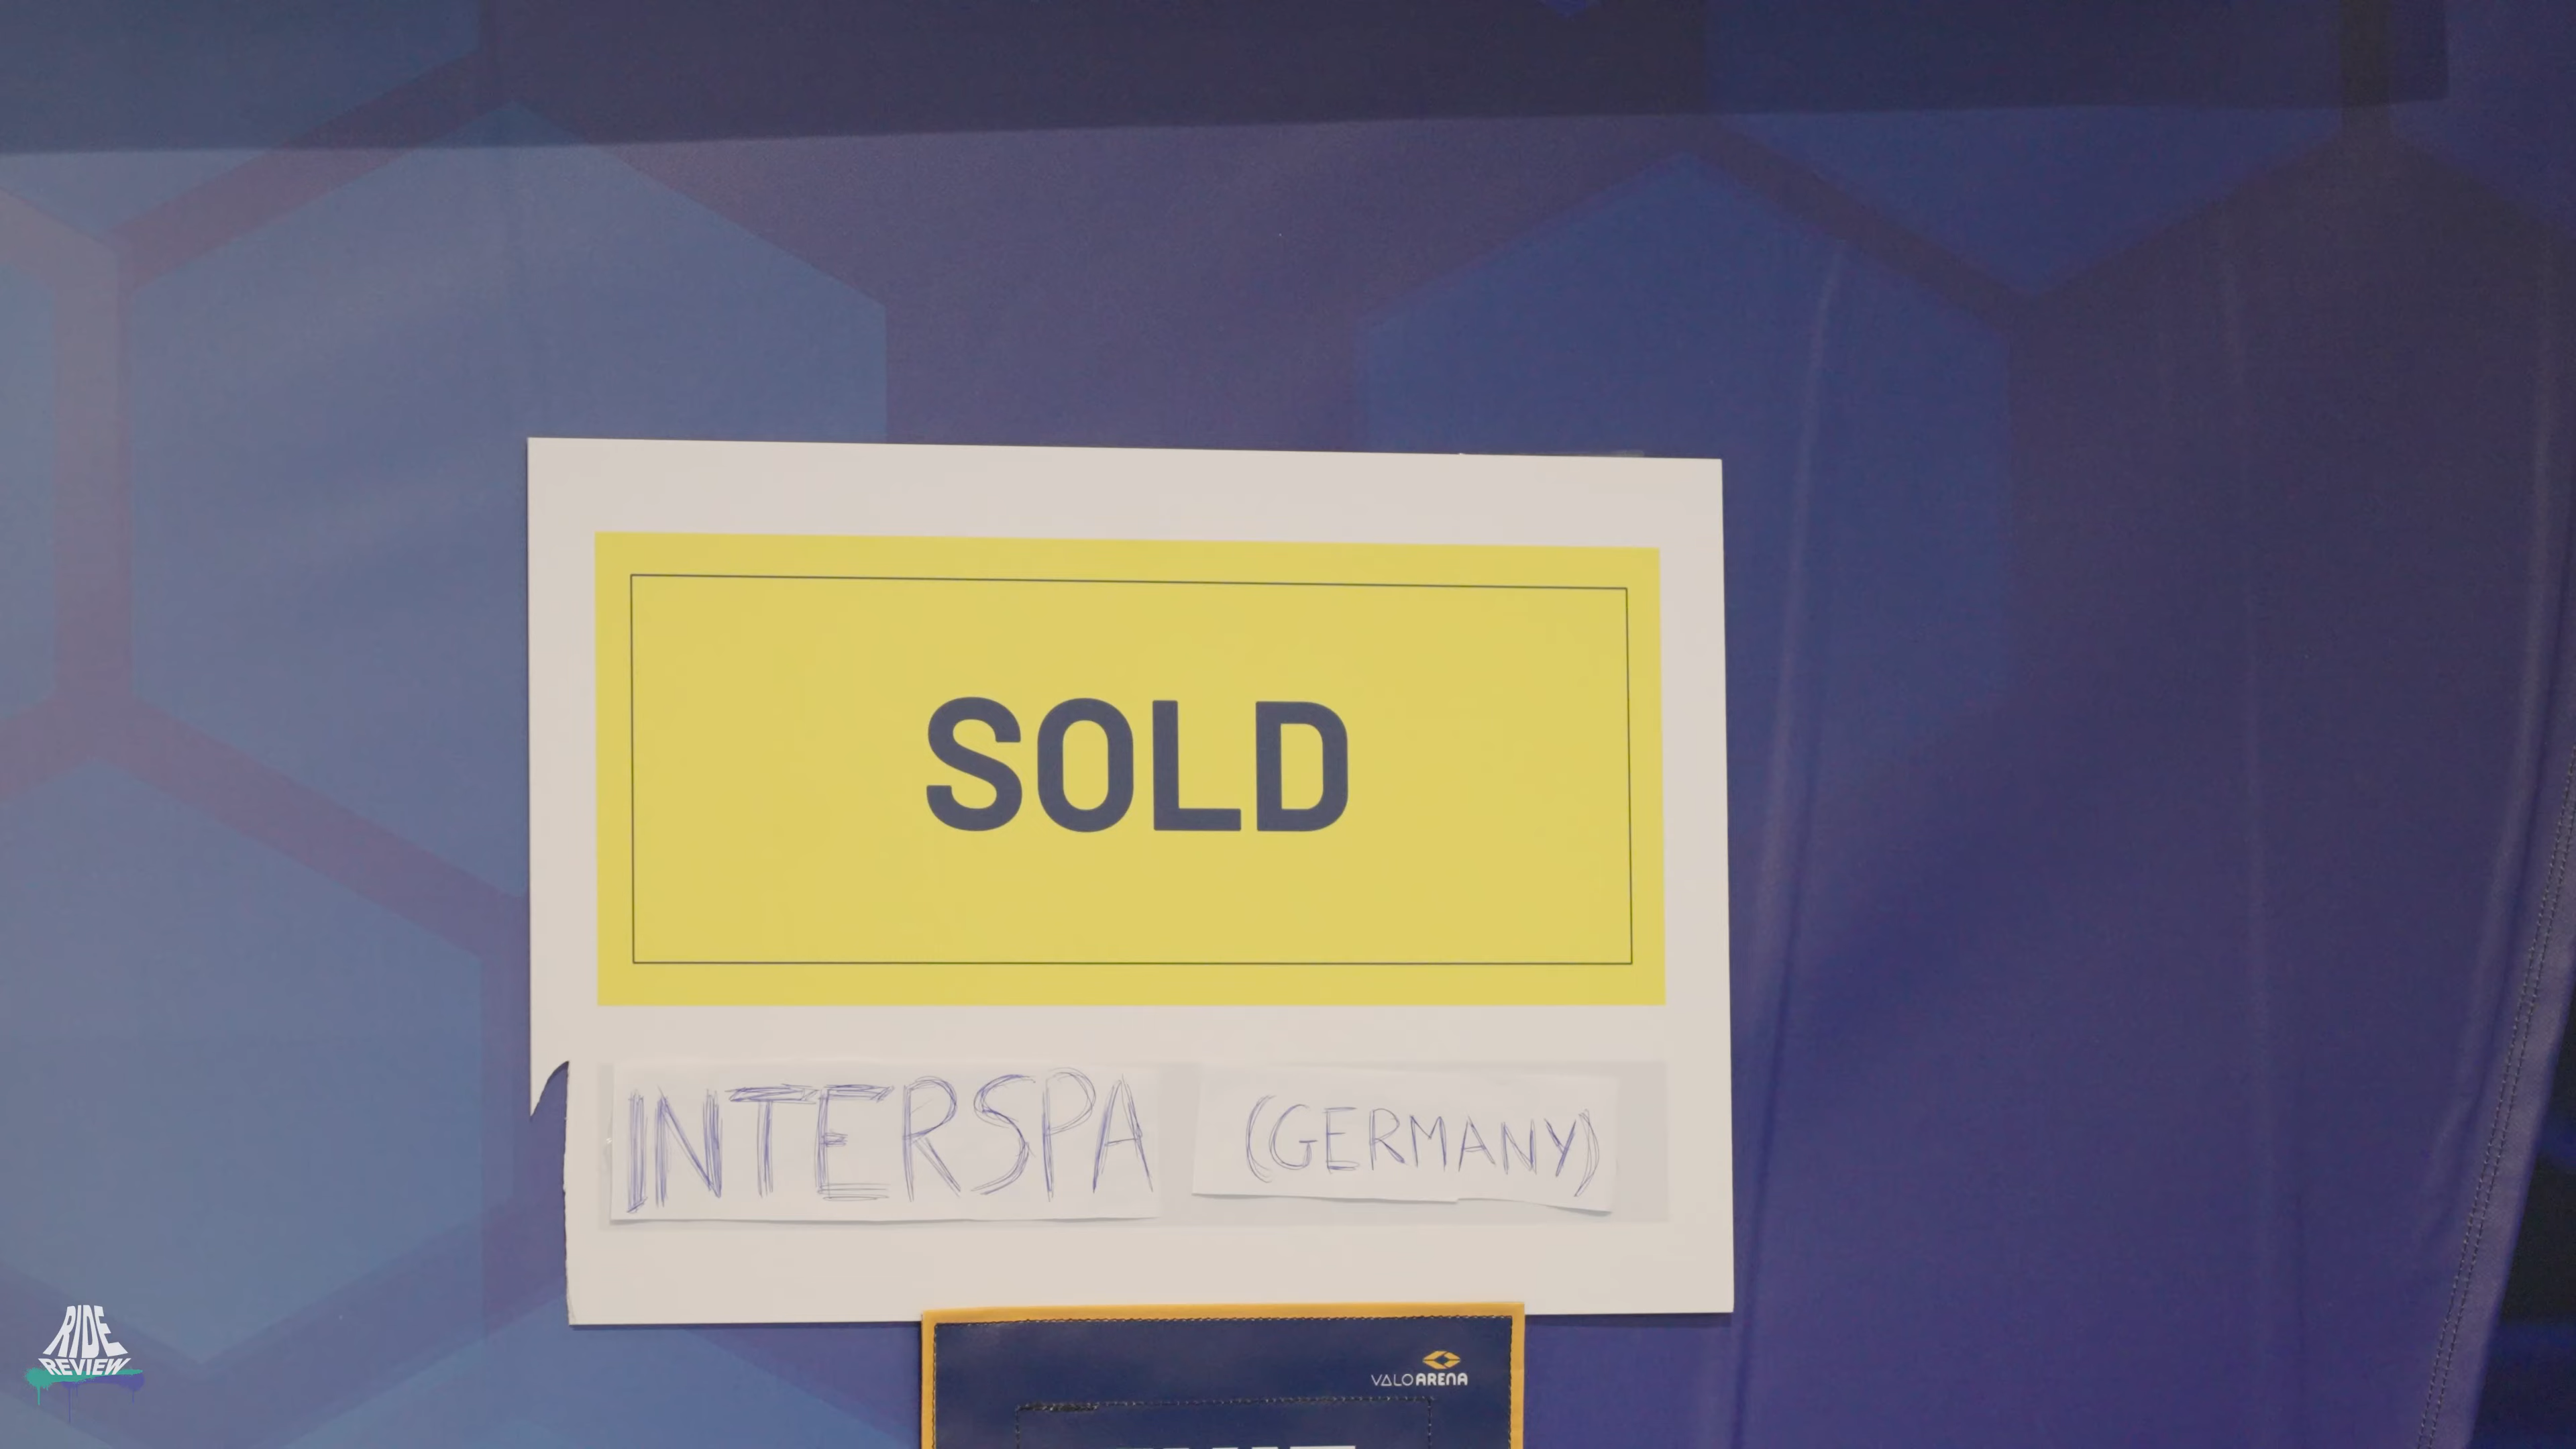 SOLD
INTERSPA (GERMANY)
RIDE
REVIEW
VALOARENA